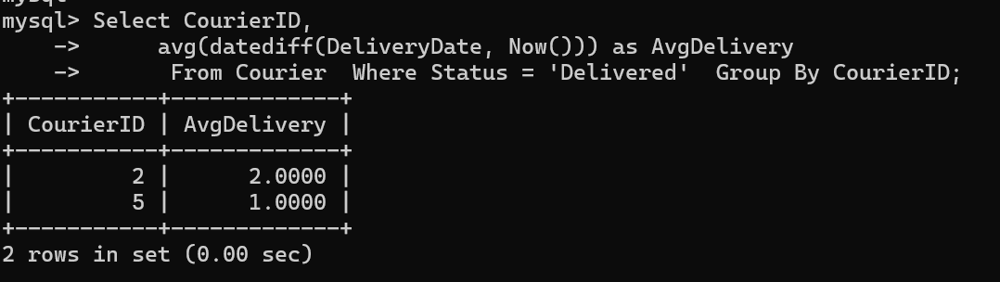 mysql> Select CourierID,
    ->      avg(datediff(DeliveryDate, Now())) as AvgDelivery
    ->       From Courier  Where Status = 'Delivered'  Group By CourierID;
+-----------+-------------+
| CourierID | AvgDelivery |
+-----------+-------------+
|         2 |      2.0000 |
|         5 |      1.0000 |
+-----------+-------------+
2 rows in set (0.00 sec)